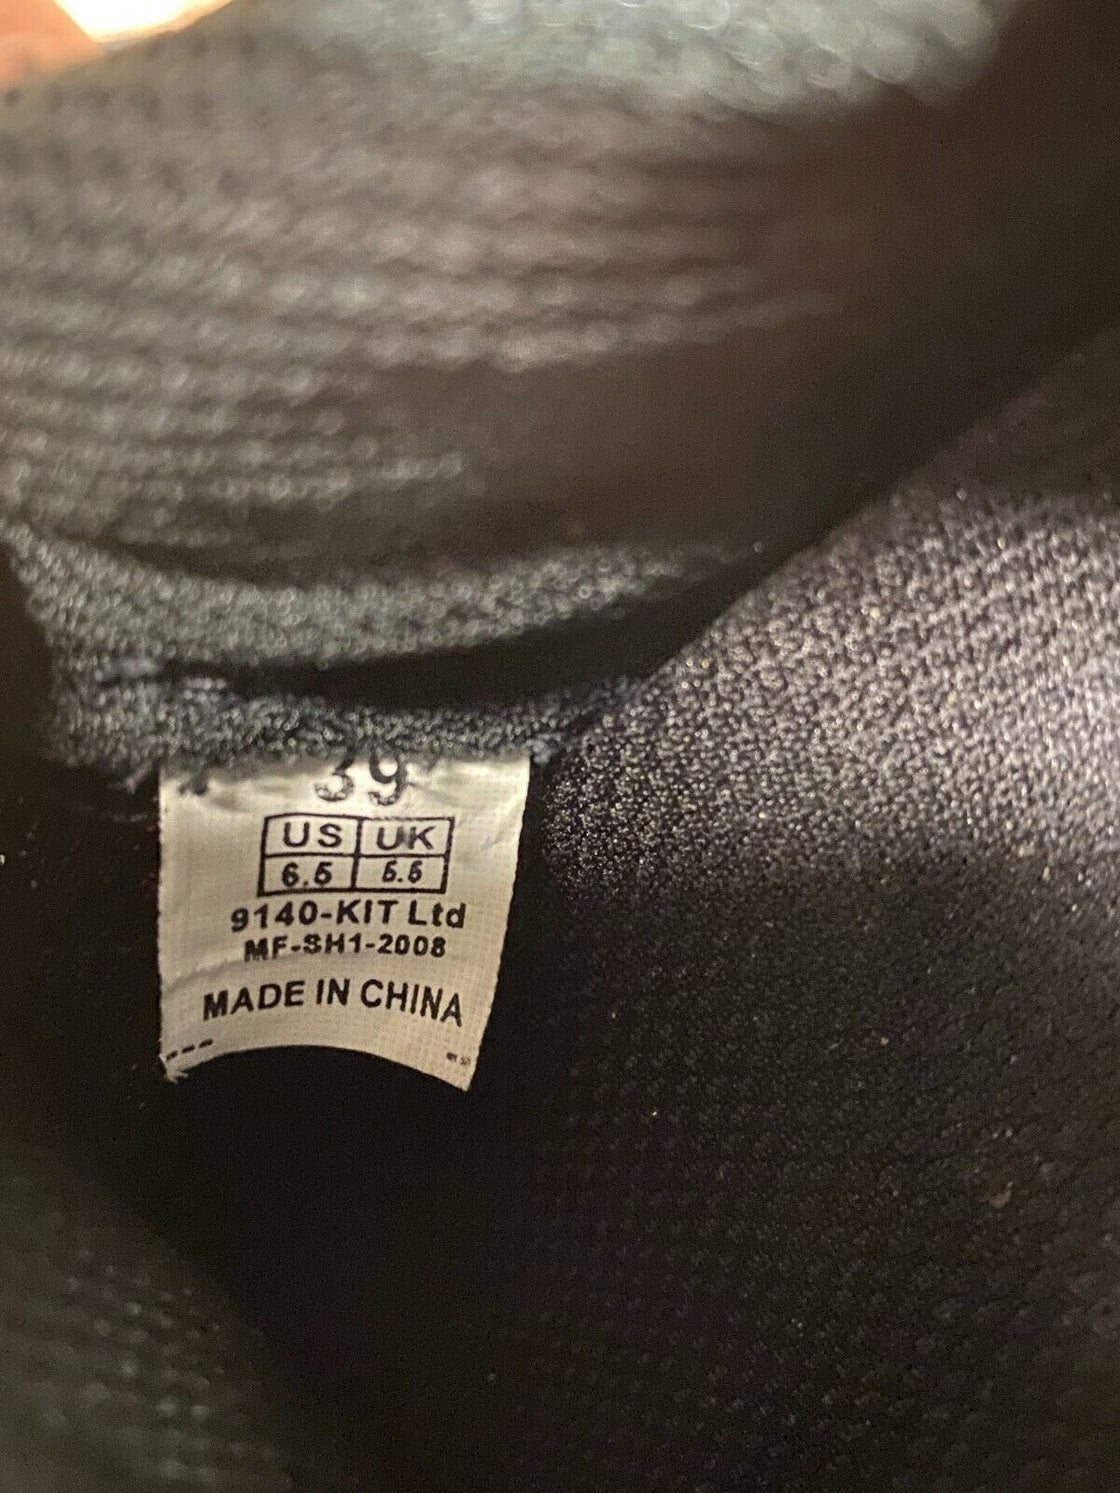 39
US UK
6.5 5.5
9140-KIT Ltd
MF-SH1-2008
MADE IN CHINA